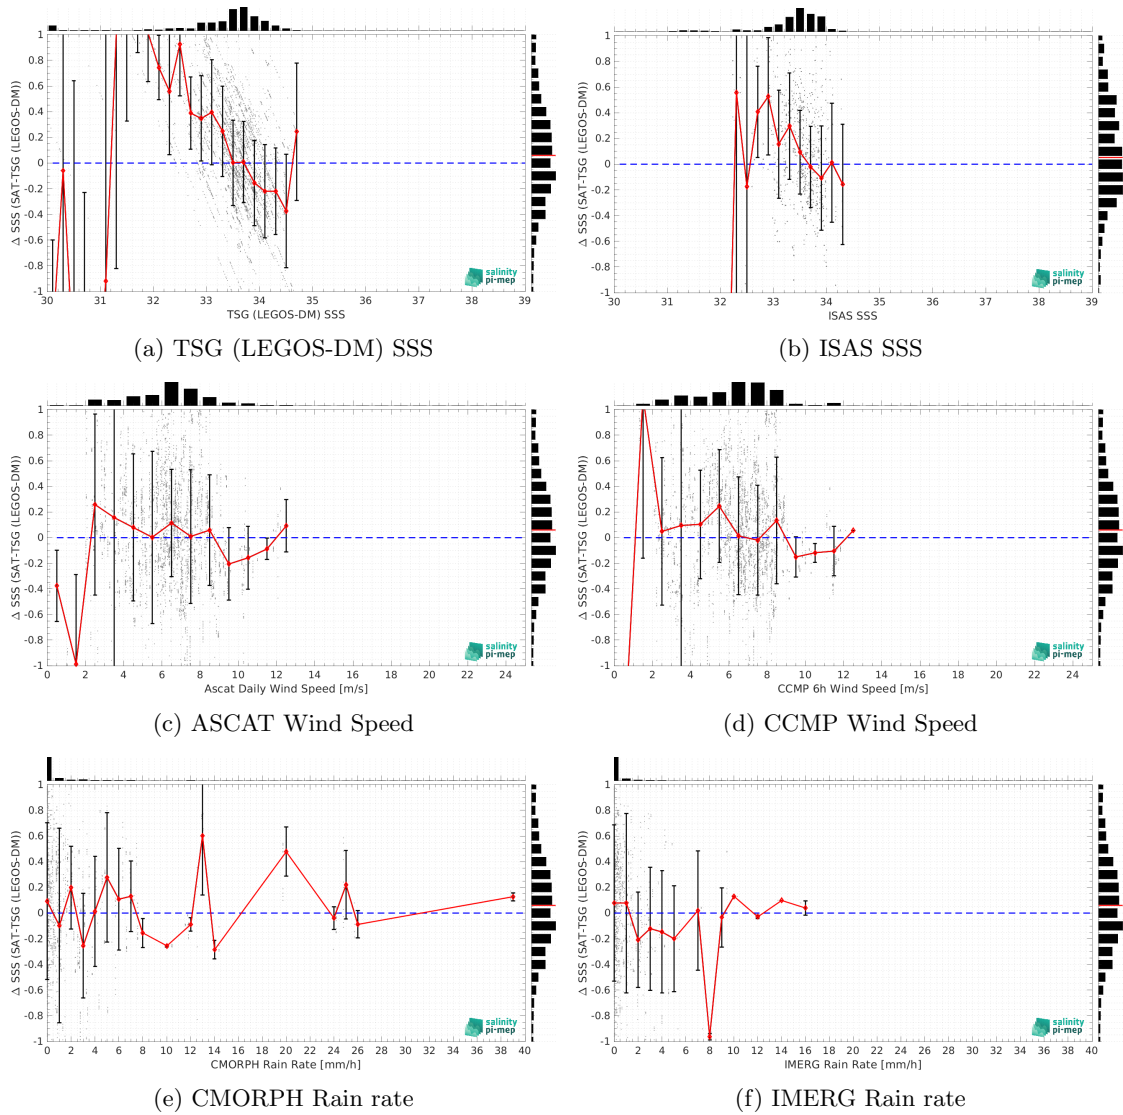 1
0.8
0.6
0.4
0.2
0
-0.2
-0.4
-0.6
-0.8
-1
Δ SSS (SAT-TSG (LEGOS-DM))
30 31 32 33 34 35 36 37 38 39
TSG (LEGOS-DM) SSS
salinity
pi-mep
(a) TSG (LEGOS-DM) SSS
1
0.8
0.6
0.4
0.2
0
-0.2
-0.4
-0.6
-0.8
-1
Δ SSS (SAT-TSG (LEGOS-DM))
30 31 32 33 34 35 36 37 38 39
ISAS SSS
salinity
pi-mep
(b) ISAS SSS
1
0.8
0.6
0.4
0.2
0
-0.2
-0.4
-0.6
-0.8
-1
Δ SSS (SAT-TSG (LEGOS-DM))
0 2 4 6 8 10 12 14 16 18 20 22 24
Ascat Daily Wind Speed [m/s]
salinity
pi-mep
(c) ASCAT Wind Speed
1
0.8
0.6
0.4
0.2
0
-0.2
-0.4
-0.6
-0.8
-1
Δ SSS (SAT-TSG (LEGOS-DM))
0 2 4 6 8 10 12 14 16 18 20 22 24
CCMP 6h Wind Speed [m/s]
salinity
pi-mep
(d) CCMP Wind Speed
1
0.8
0.6
0.4
0.2
0
-0.2
-0.4
-0.6
-0.8
-1
Δ SSS (SAT-TSG (LEGOS-DM))
0 2 4 6 8 10 12 14 16 18 20 22 24 26 28 30 32 34 36 38 40
CMORPH Rain Rate [mm/h]
salinity
pi-mep
(e) CMORPH Rain rate
1
0.8
0.6
0.4
0.2
0
-0.2
-0.4
-0.6
-0.8
-1
Δ SSS (SAT-TSG (LEGOS-DM))
0 2 4 6 8 10 12 14 16 18 20 22 24 26 28 30 32 34 36 38 40
IMERG Rain Rate [mm/h]
salinity
pi-mep
(f) IMERG Rain rate